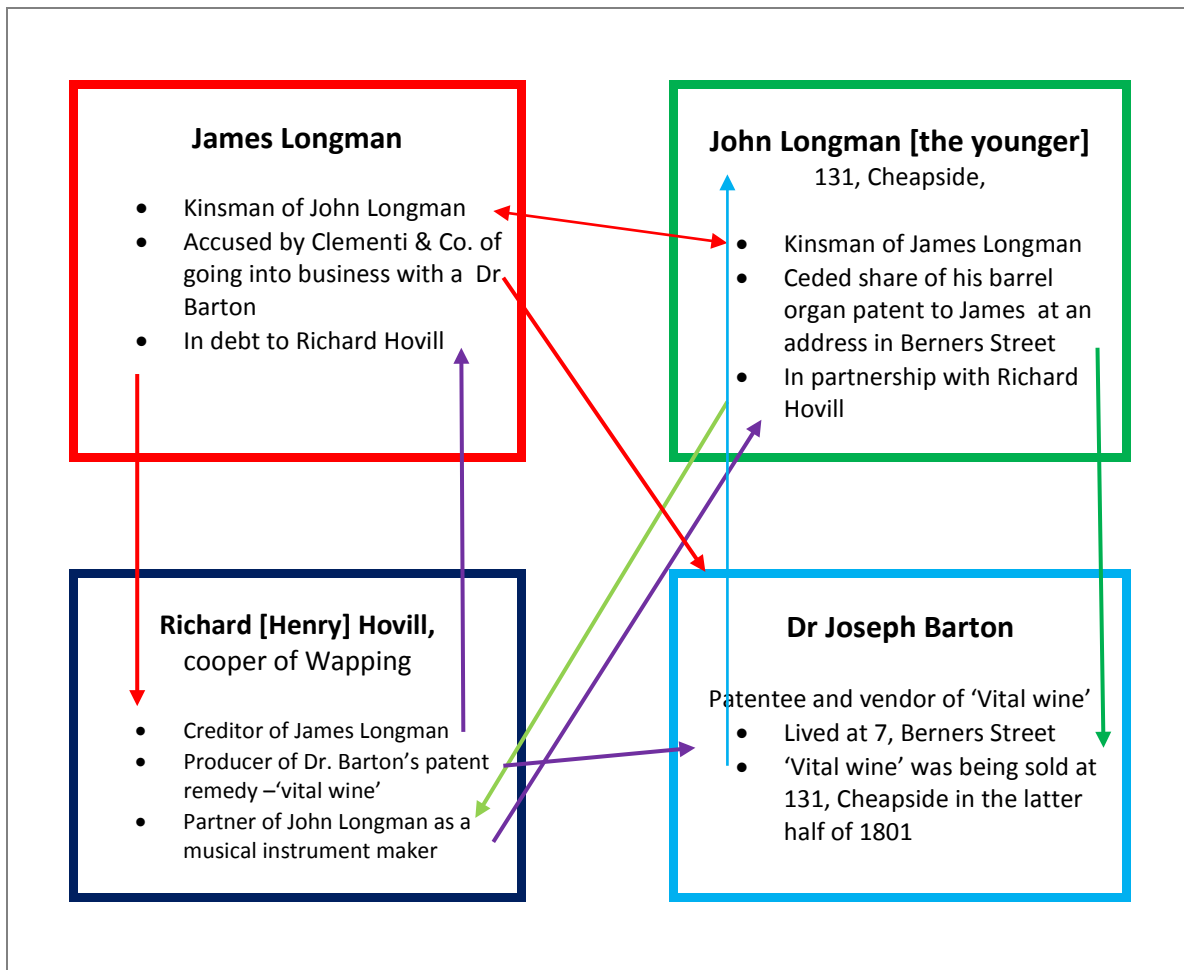 James Longman
• Kinsman of John Longman
• Accused by Clementi & Co. of
going into business with a Dr
Barton
• In debt to Richard Hovill
John Longman [the younger]
131, Cheapside,
• Kinsman of James Longman
• Ceded share of his barrel
organ patent to James at an
address in Berners Street
• In partnership with Richard
Hovill
Richard [Henry] Hovill,
cooper of Wapping
• Creditor of James Longman
• Producer of Dr. Barton’s patent
remedy –‘vital wine’
• Partner of John Longman as a
musical instrument maker
Dr Joseph Barton
Patentee and vendor of ‘Vital wine’
• Lived at 7, Berners Street
• ‘Vital wine’ was being sold at
131, Cheapside in the latter
half of 1801